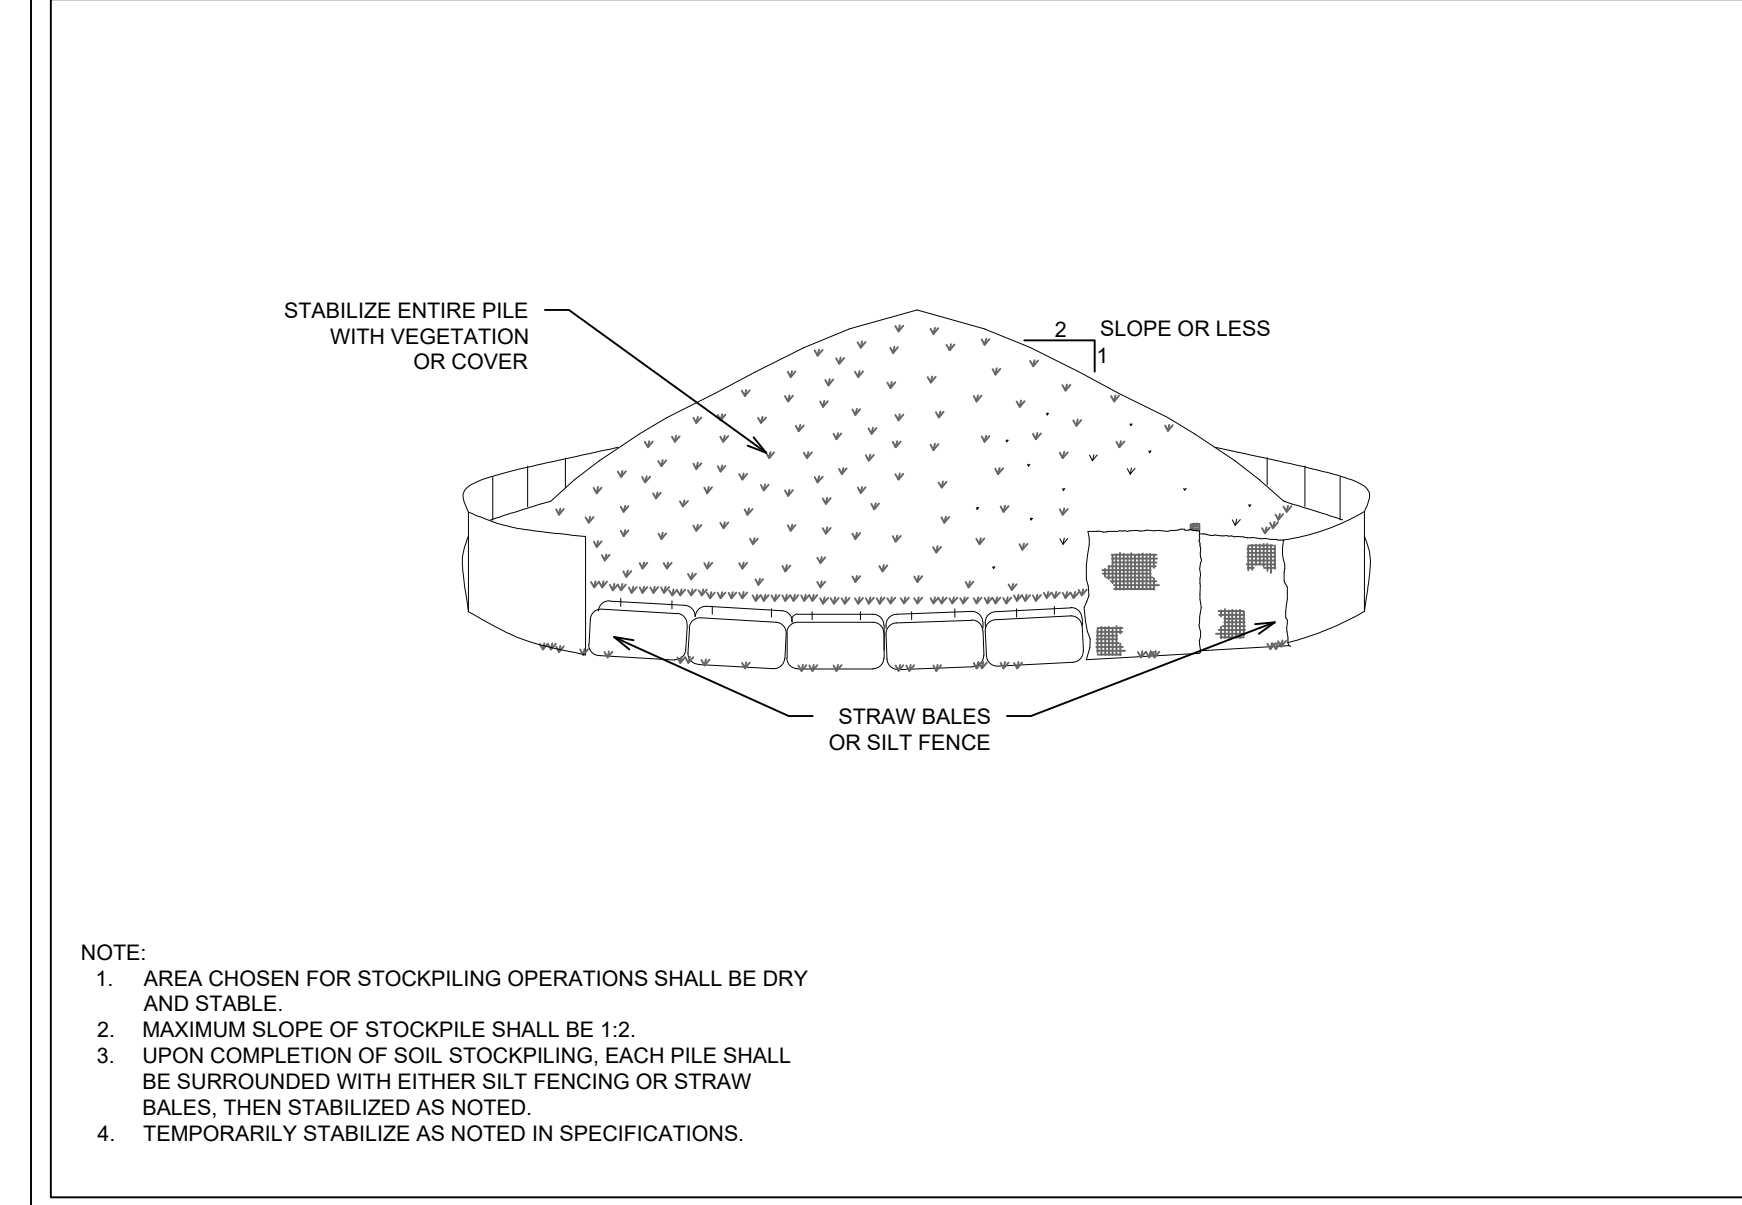 STABILIZE ENTIRE PILE
WITH VEGETATION
OR COVER
2 SLOPE OR LESS
1
STRAW BALES
OR SILT FENCE
NOTE:
1. AREA CHOSEN FOR STOCKPILING OPERATIONS SHALL BE DRY
AND STABLE.
2. MAXIMUM SLOPE OF STOCKPILE SHALL BE 1:2.
3. UPON COMPLETION OF SOIL STOCKPILING, EACH PILE SHALL
BE SURROUNDED WITH EITHER SILT FENCING OR STRAW
BALES, THEN STABILIZED AS NOTED.
4. TEMPORARILY STABILIZE AS NOTED IN SPECIFICATIONS.